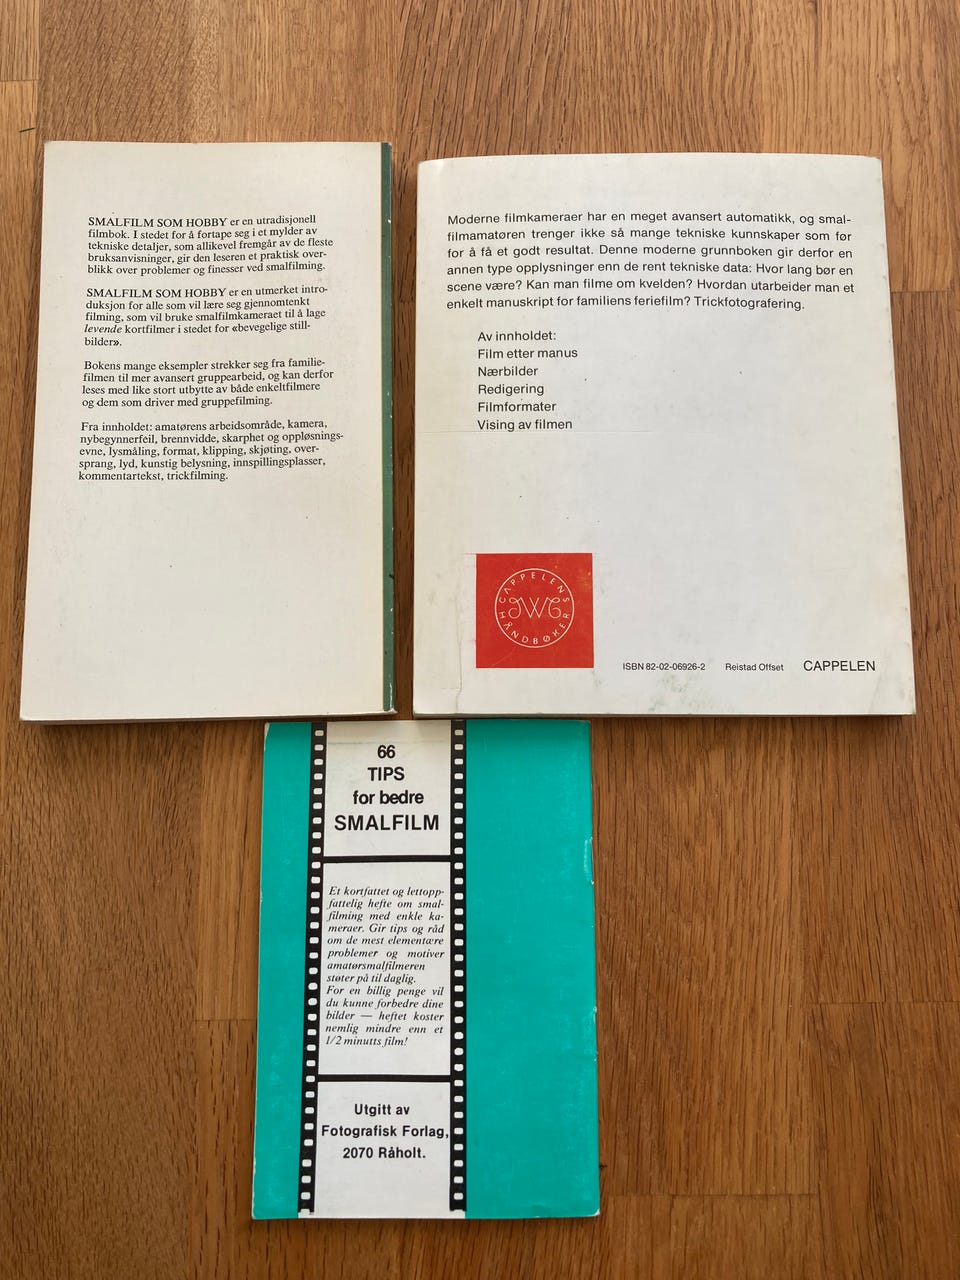 SMALFILM SOM HOBBY er en utradisjonell
filmbok. I stedet for å fortape seg i et mylder av
tekniske detaljer, som allikevel fremgår av de fleste
bruksanvisninger, gir den leseren et praktisk over-
blikk over problemer og finesser ved smalfilming.
SMALFILM SOM HOBBY er en utmerket intro-
duksjon for alle som vil lære seg gjennomtenkt
filming, som vil bruke smalfilmkameraet til å lage
levende kortfilmer i stedet for «bevegelige still-
bilder».
Bokens mange eksempler strekker seg fra familie-
filmen til mer avansert gruppearbeid, og kan derfor
leses med like stort utbytte av både enkeltfilmere
og dem som driver med gruppefilming.
Fra innholdet: amatørens arbeidsområde, kamera,
nybegynnerfeil, brennvidde, skarphet og oppløsnings-
evne, lysmåling, format, klipping, skjøting, over-
sprang, lyd, kunstig belysning, innspillingsplasser,
kommentartekst, trickfilming.
Moderne filmkameraer har en meget avansert automatikk, og smal-
filmamatøren trenger ikke så mange tekniske kunnskaper som før
for å få et godt resultat. Denne moderne grunnboken gir derfor en
annen type opplysninger enn de rent tekniske data: Hvor lang bør en
scene være? Kan man filme om kvelden? Hvordan utarbeider man et
enkelt manuskript for familiens feriefilm? Trickfotografering.
Av innholdet:
Film etter manus
Nærbilder
Redigering
Filmformater
Vising av filmen
CAPPELENS
JWC
HÅNDBØKER
ISBN 82-02-06926-2 Reistad Offset CAPPELEN
66
TIPS
for bedre
SMALFILM
Et kortfattet og lettopp-
fattelig hefte om smal-
filming med enkle ka-
meraer. Gir tips og råd
om de mest elementære
problemer og motiver
amatørsmalfilmeren
støter på til daglig.
For en billig penge vil
du kunne forbedre dine
bilder — heftet koster
nemlig mindre enn et
1/2 minutts film!
Utgitt av
Fotografisk Forlag,
2070 Råholt.